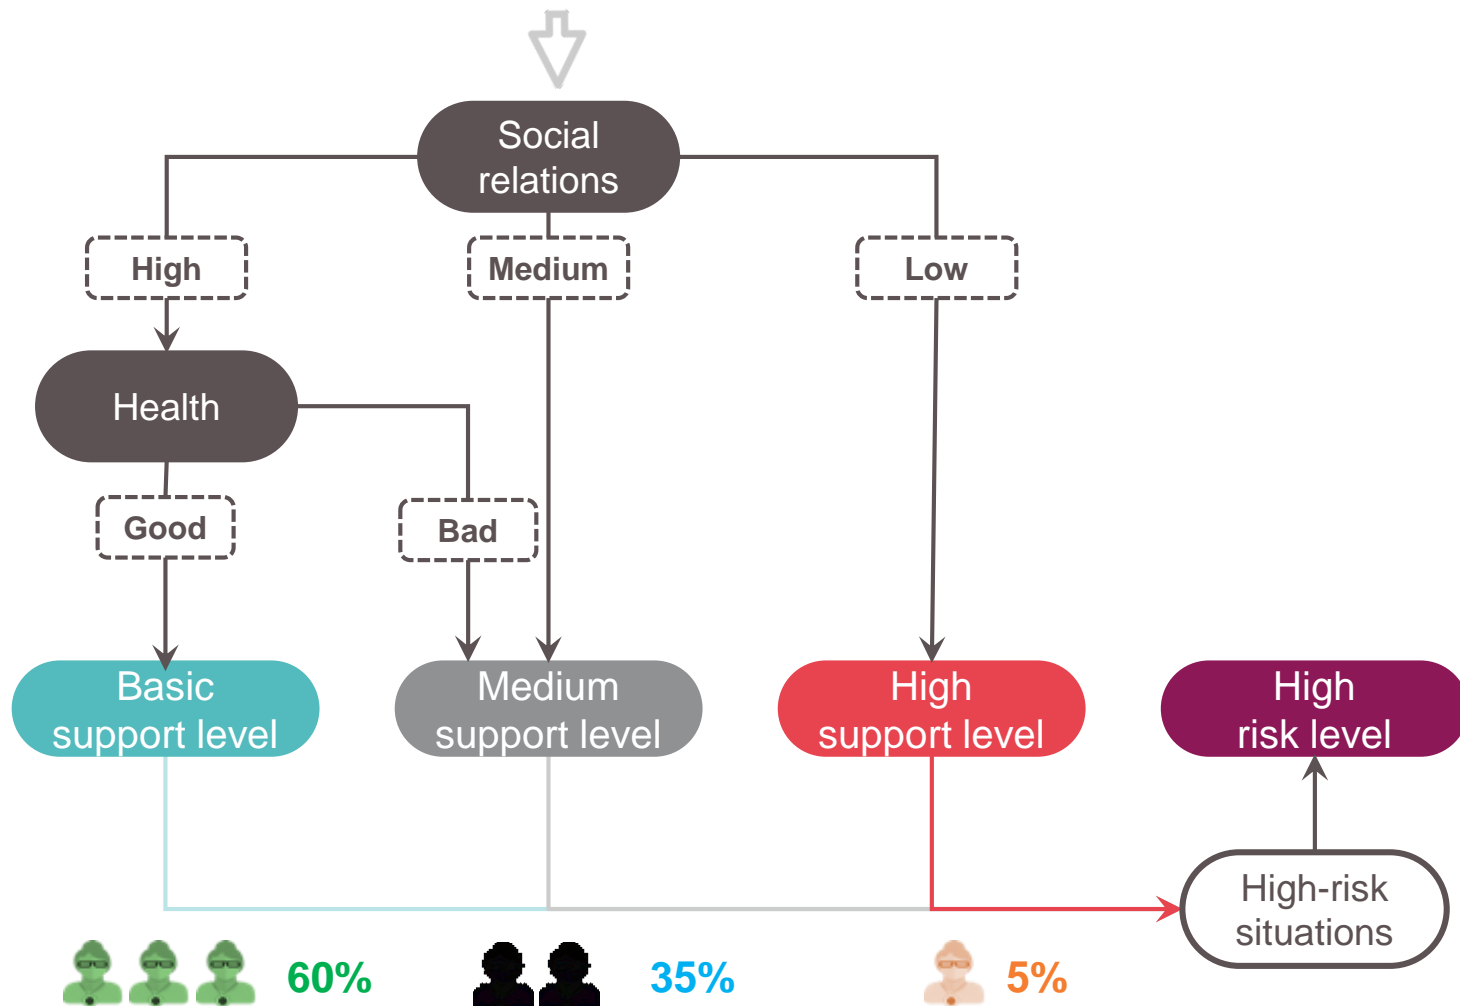 Social
relations
High
Medium
Low
Health
Good
Bad
Basic
support level
Medium
support level
High
support level
High
risk level
High-risk
situations
60%
35%
5%